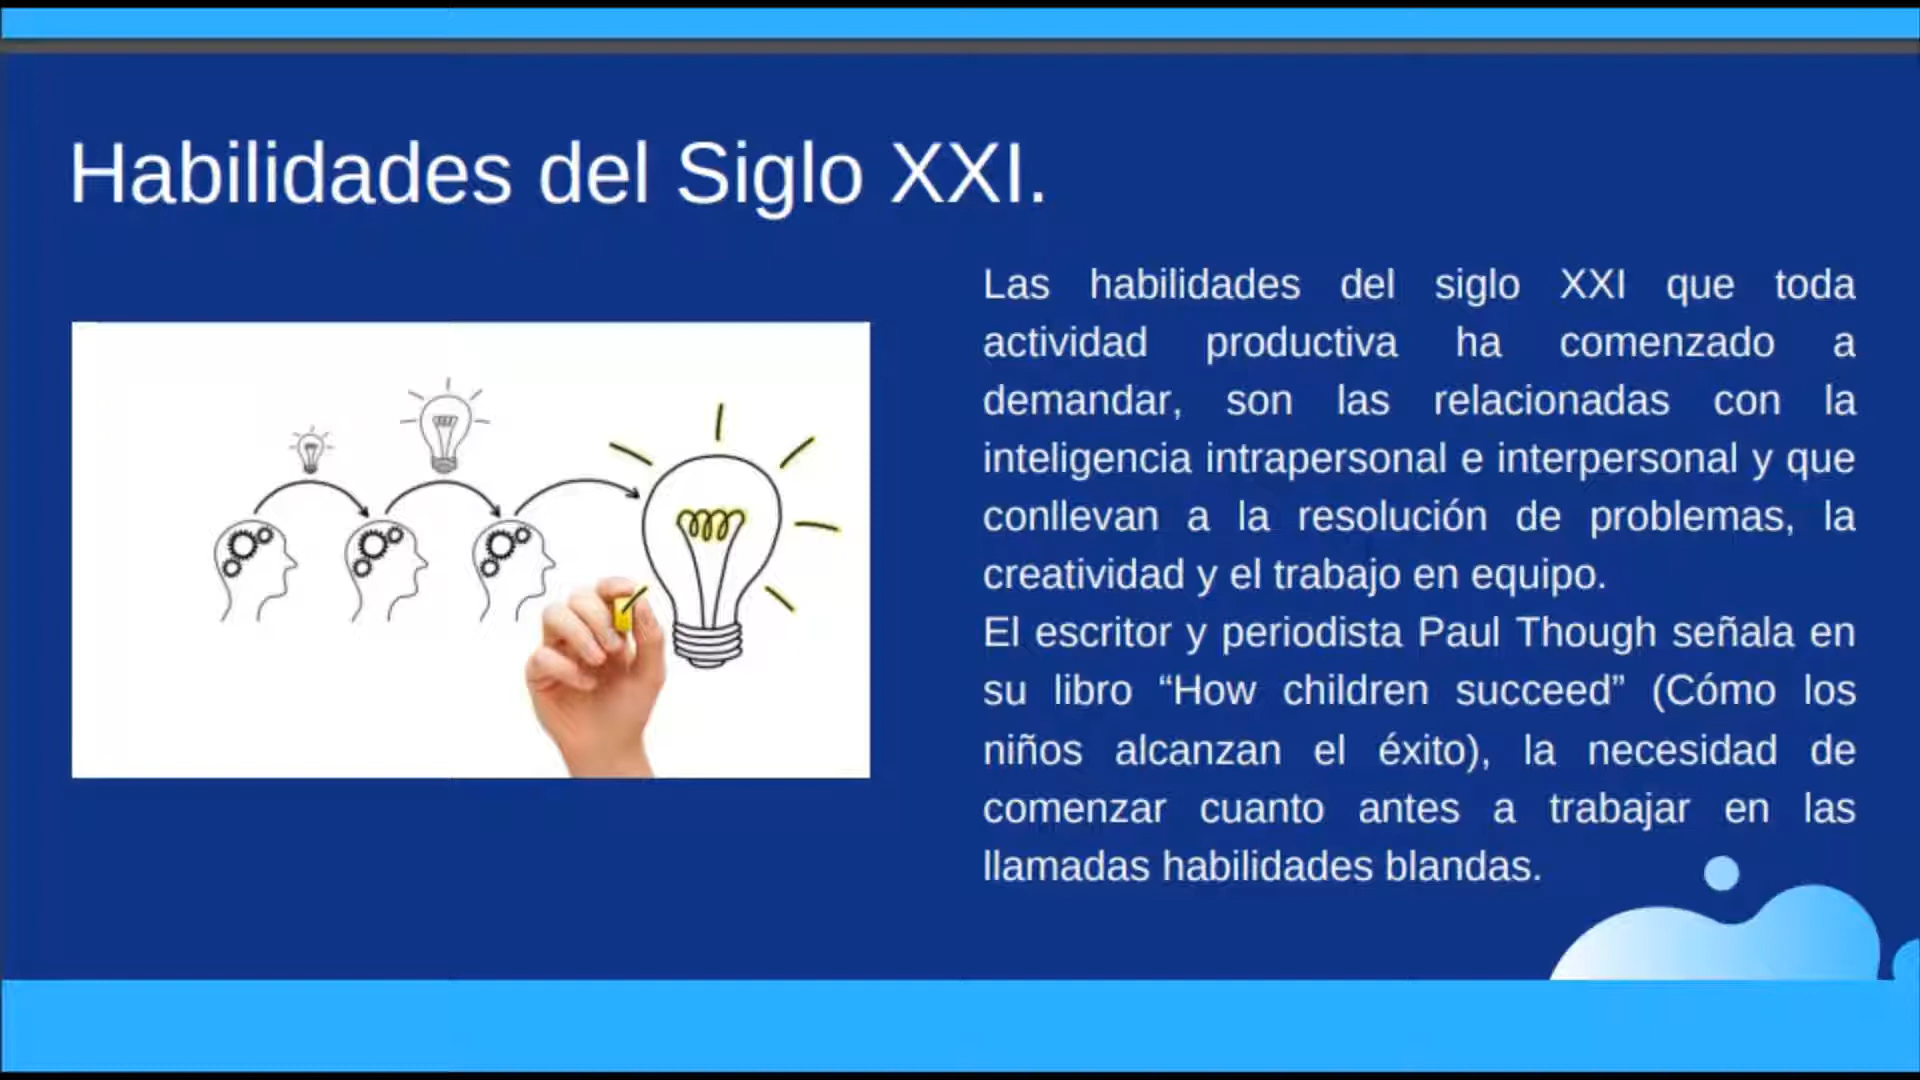 Habilidades del Siglo XXI.
Las habilidades del siglo XXI que toda
actividad productiva ha comenzado a
demandar, son las relacionadas con la
inteligencia intrapersonal e interpersonal y que
conllevan a la resolución de problemas, la
creatividad y el trabajo en equipo.
El escritor y periodista Paul Though señala en
su libro “How children succeed” (Cómo los
niños alcanzan el éxito), la necesidad de
comenzar cuanto antes a trabajar en las
llamadas habilidades blandas.